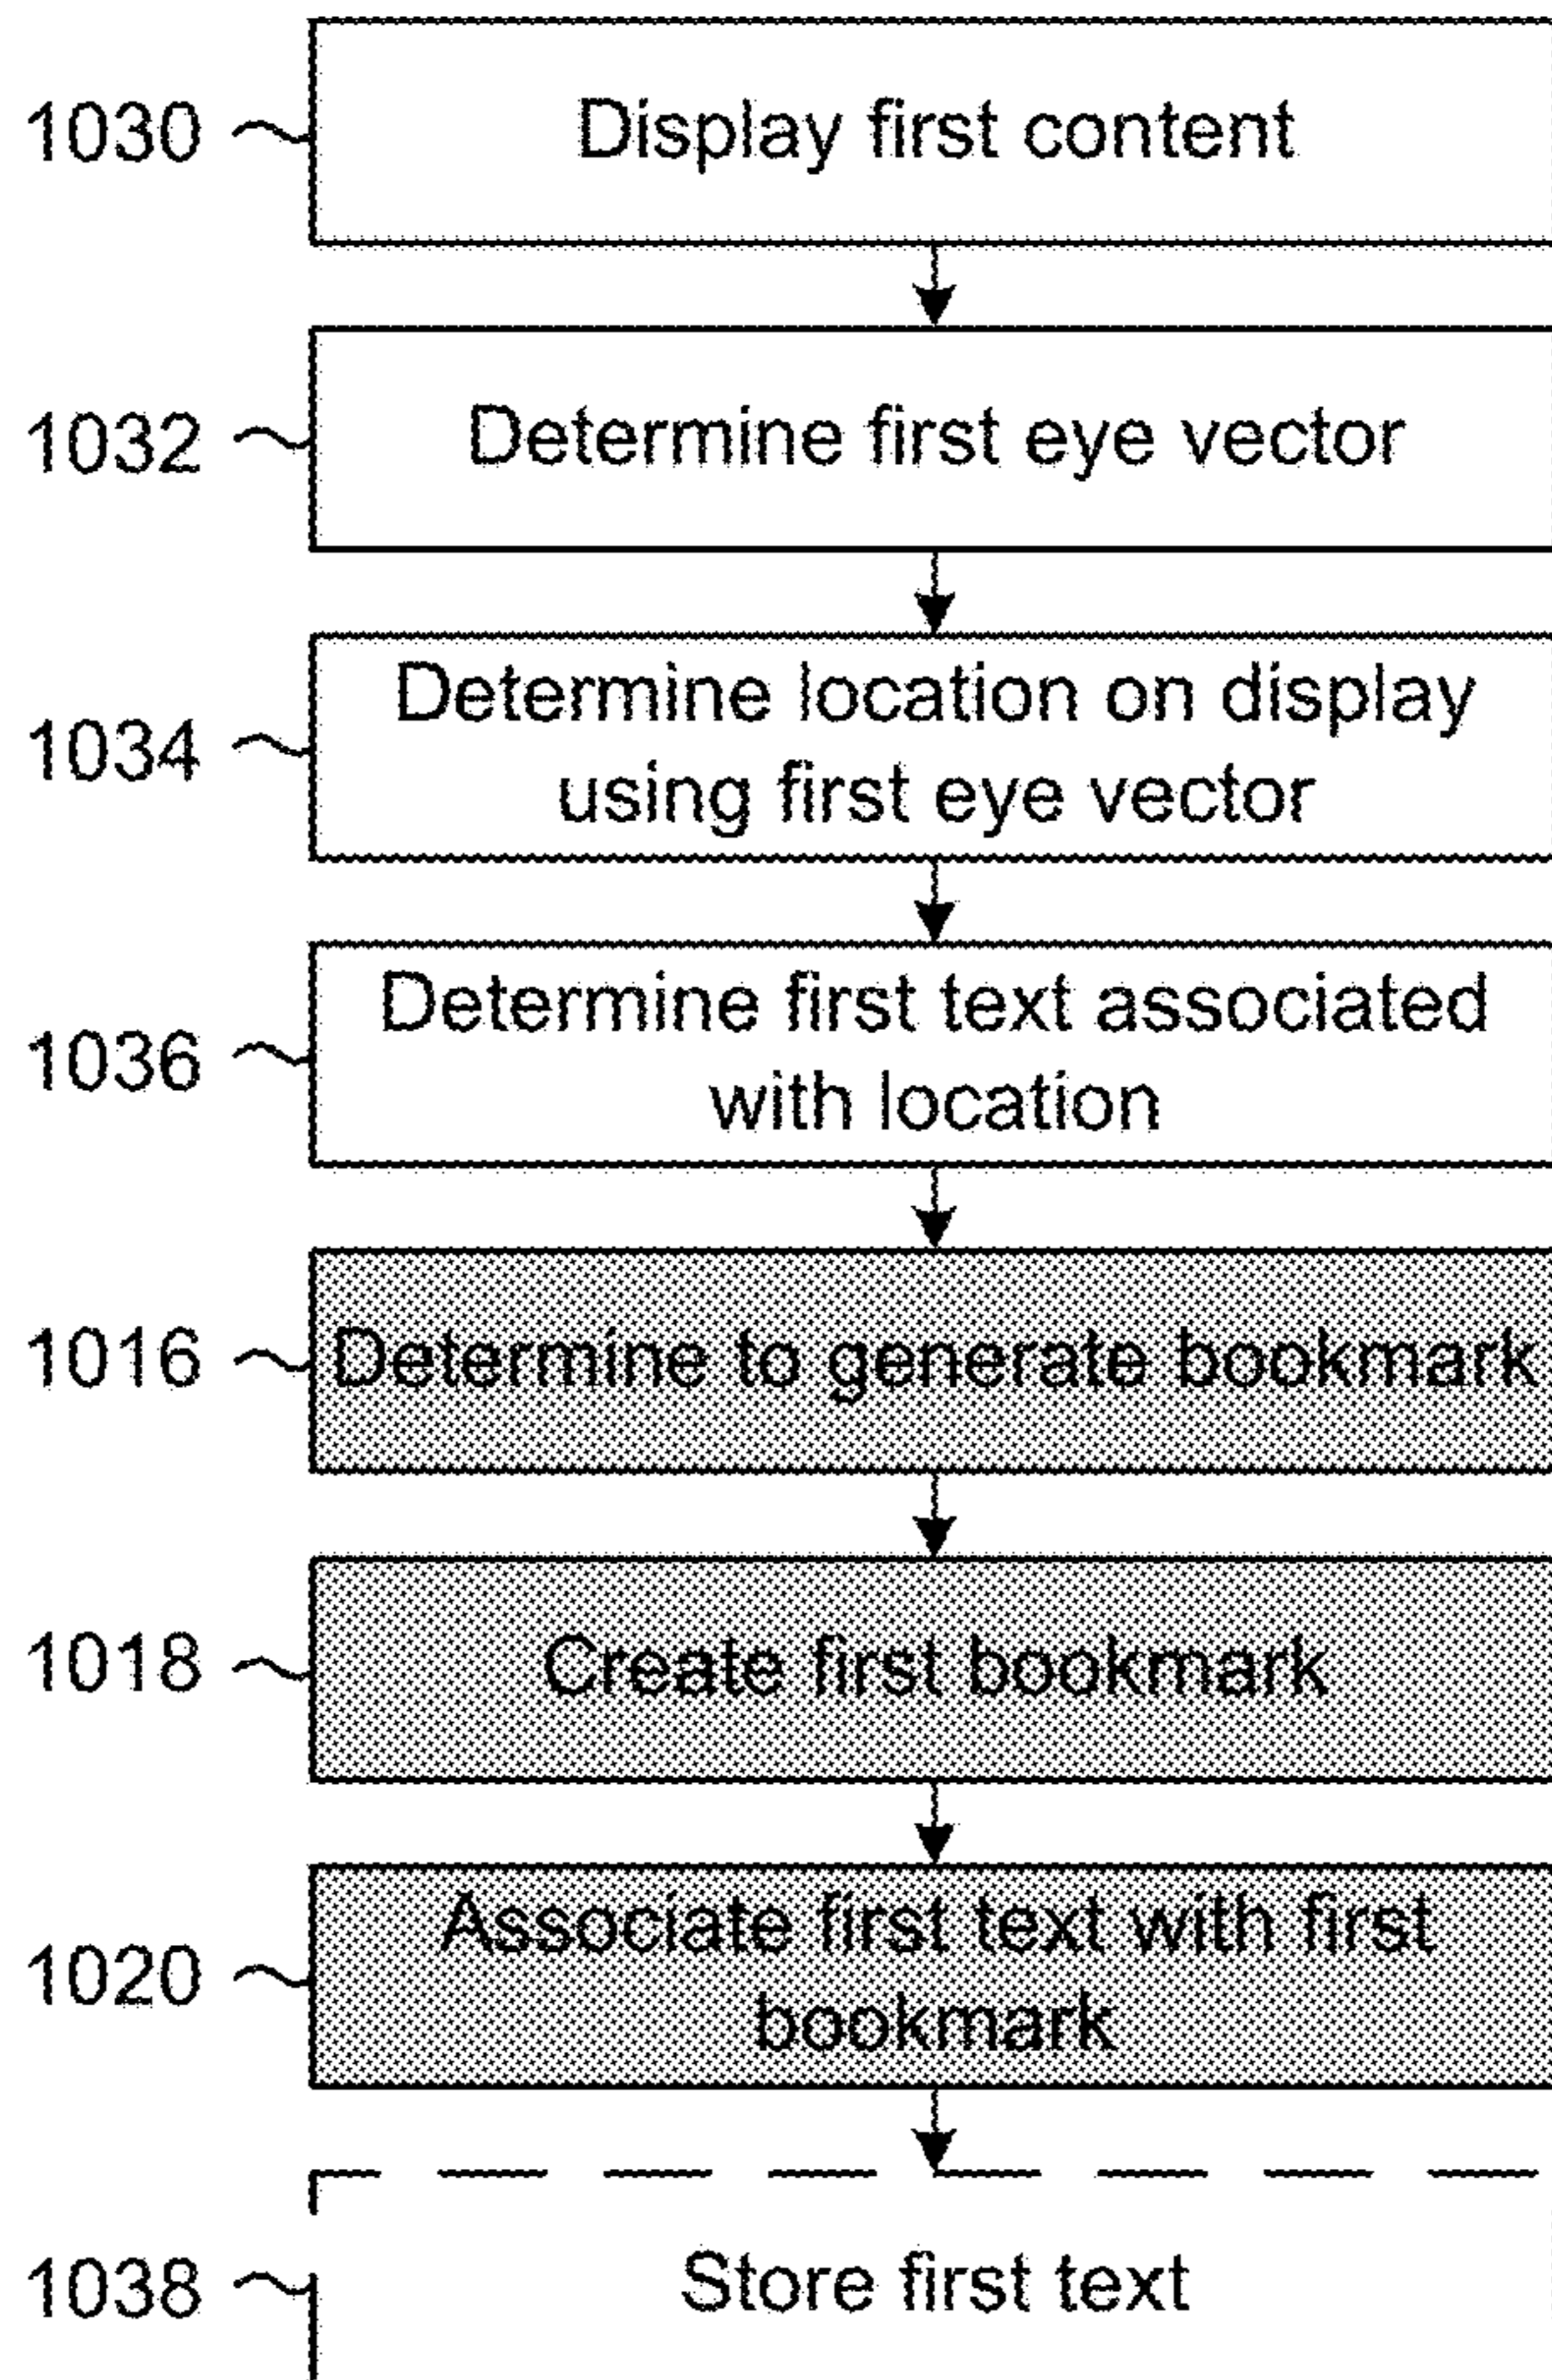 1030 Display first content
1032 Determine first eye vector
1034 Determine location on display
using first eye vector
1036 Determine first text associated
with location
1016 Determine to generate bookmark
1018 Create first bookmark
1020 Associate first text with first
bookmark
1038 Store first text